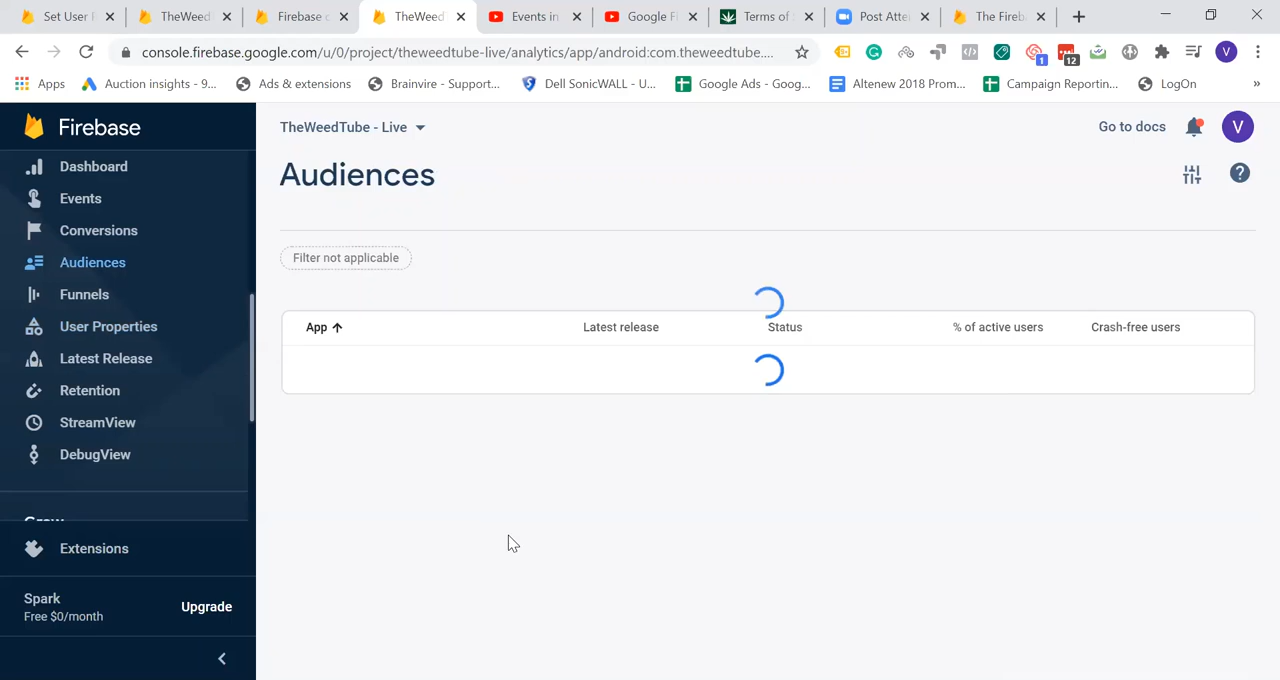 Set User P
TheWeed
Firebase c
TheWeed
Events in
Google Fi
Terms of S
Post Atte
The Fireb
console.firebase.google.com/u/0/project/theweedtube-live/analytics/app/android:com.theweedtube....
1
12
V
Apps
Auction insights - 9...
Ads & extensions
Brainvire - Support...
Dell SonicWALL - U...
Google Ads - Goog...
Altenew 2018 Prom...
Campaign Reportin...
LogOn
»
Firebase
TheWeedTube - Live
Go to docs
V
Dashboard
Audiences
Events
Conversions
Filter not applicable
Audiences
Funnels
App
Latest release
Status
% of active users
Crash-free users
User Properties
Latest Release
Retention
StreamView
DebugView
Grow
Extensions
Spark
Free $0/month
Upgrade